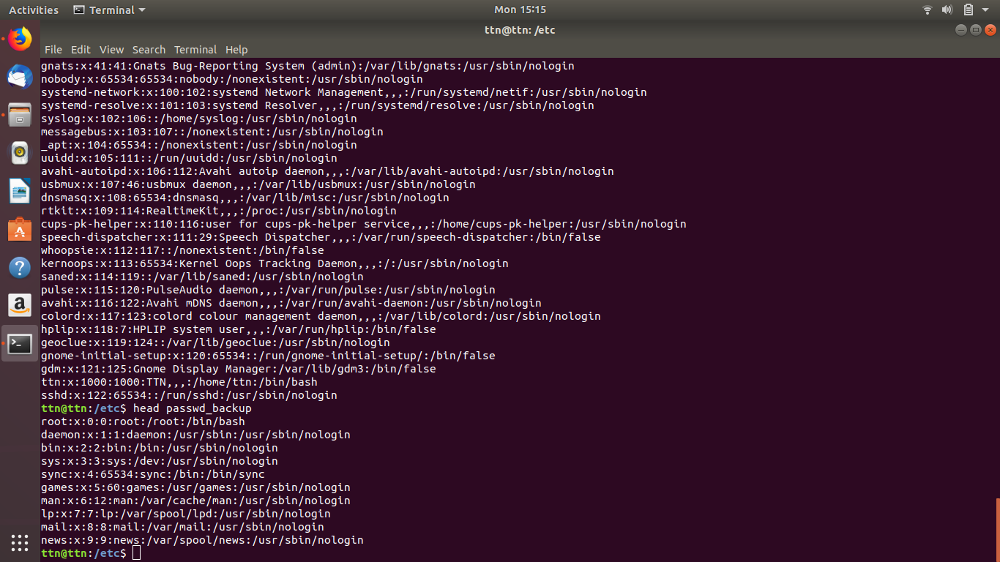 Activities Terminal Mon 15:15
ttn@ttn: /etc
File Edit View Search Terminal Help
gnats:x:41:41:Gnats Bug-Reporting System (admin):/var/lib/gnats:/usr/sbin/nologin
nobody:x:65534:65534:nobody:/nonexistent:/usr/sbin/nologin
systemd-network:x:100:102:systemd Network Management,,,:/run/systemd/netif:/usr/sbin/nologin
systemd-resolve:x:101:103:systemd Resolver,,,:/run/systemd/resolve:/usr/sbin/nologin
syslog:x:102:106::/home/syslog:/usr/sbin/nologin
messagebus:x:103:107::/nonexistent:/usr/sbin/nologin
_apt:x:104:65534::/nonexistent:/usr/sbin/nologin
uuidd:x:105:111::/run/uuidd:/usr/sbin/nologin
avahi-autoipd:x:106:112:Avahi autoip daemon,,,:/var/lib/avahi-autoipd:/usr/sbin/nologin
usbmux:x:107:46:usbmux daemon,,,:/var/lib/usbmux:/usr/sbin/nologin
dnsmasq:x:108:65534:dnsmasq,,,:/var/lib/misc:/usr/sbin/nologin
rtkit:x:109:114:RealtimeKit,,,:/proc:/usr/sbin/nologin
cups-pk-helper:x:110:116:user for cups-pk-helper service,,,:/home/cups-pk-helper:/usr/sbin/nologin
speech-dispatcher:x:111:29:Speech Dispatcher,,,:/var/run/speech-dispatcher:/bin/false
whoopsie:x:112:117::/nonexistent:/bin/false
kernoops:x:113:65534:Kernel Oops Tracking Daemon,,,:/:/usr/sbin/nologin
saned:x:114:119::/var/lib/saned:/usr/sbin/nologin
pulse:x:115:120:PulseAudio daemon,,,:/var/run/pulse:/usr/sbin/nologin
avahi:x:116:122:Avahi mDNS daemon,,,:/var/run/avahi-daemon:/usr/sbin/nologin
colord:x:117:123:colord colour management daemon,,,:/var/lib/colord:/usr/sbin/nologin
hplip:x:118:7:HPLIP system user,,,:/var/run/hplip:/bin/false
geoclue:x:119:124::/var/lib/geoclue:/usr/sbin/nologin
gnome-initial-setup:x:120:65534::/run/gnome-initial-setup/:/bin/false
gdm:x:121:125:Gnome Display Manager:/var/lib/gdm3:/bin/false
ttn:x:1000:1000:TTN,,,:/home/ttn:/bin/bash
sshd:x:122:65534::/run/sshd:/usr/sbin/nologin
ttn@ttn:/etc$ head passwd_backup
root:x:0:0:root:/root:/bin/bash
daemon:x:1:1:daemon:/usr/sbin:/usr/sbin/nologin
bin:x:2:2:bin:/bin:/usr/sbin/nologin
sys:x:3:3:sys:/dev:/usr/sbin/nologin
sync:x:4:65534:sync:/bin:/bin/sync
games:x:5:60:games:/usr/games:/usr/sbin/nologin
man:x:6:12:man:/var/cache/man:/usr/sbin/nologin
lp:x:7:7:lp:/var/spool/lpd:/usr/sbin/nologin
mail:x:8:8:mail:/var/mail:/usr/sbin/nologin
news:x:9:9:news:/var/spool/news:/usr/sbin/nologin
ttn@ttn:/etc$